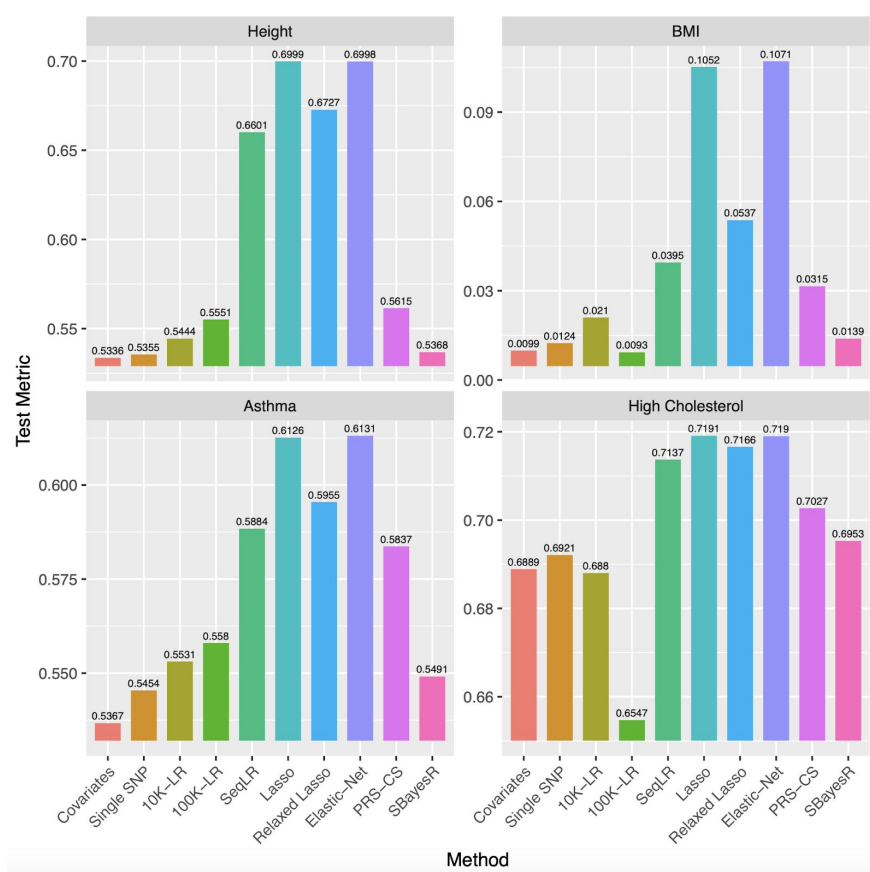 Height
0.70
0.65
0.60
0.55
0.5336
0.5355
0.5444
0.5551
0.6601
0.6999
0.6727
0.6998
0.5615
0.5368
BMI
0.09
0.06
0.03
0.00
0.0099
0.0124
0.021
0.0093
0.0395
0.1052
0.0537
0.1071
0.0315
0.0139
Test Metric
Asthma
0.600
0.575
0.550
0.5367
0.5454
0.5531
0.558
0.5884
0.6126
0.5955
0.6131
0.5837
0.5491
High Cholesterol
0.72
0.70
0.68
0.66
0.6889
0.6921
0.688
0.6547
0.7137
0.7191
0.7166
0.719
0.7027
0.6953
Covariates
Single SNP
10K-LR
100K-LR
SeqLR
Lasso
Relaxed Lasso
Elastic-Net
PRS-CS
SBayesR
Covariates
Single SNP
10K-LR
100K-LR
SeqLR
Lasso
Relaxed Lasso
Elastic-Net
PRS-CS
SBayesR
Method